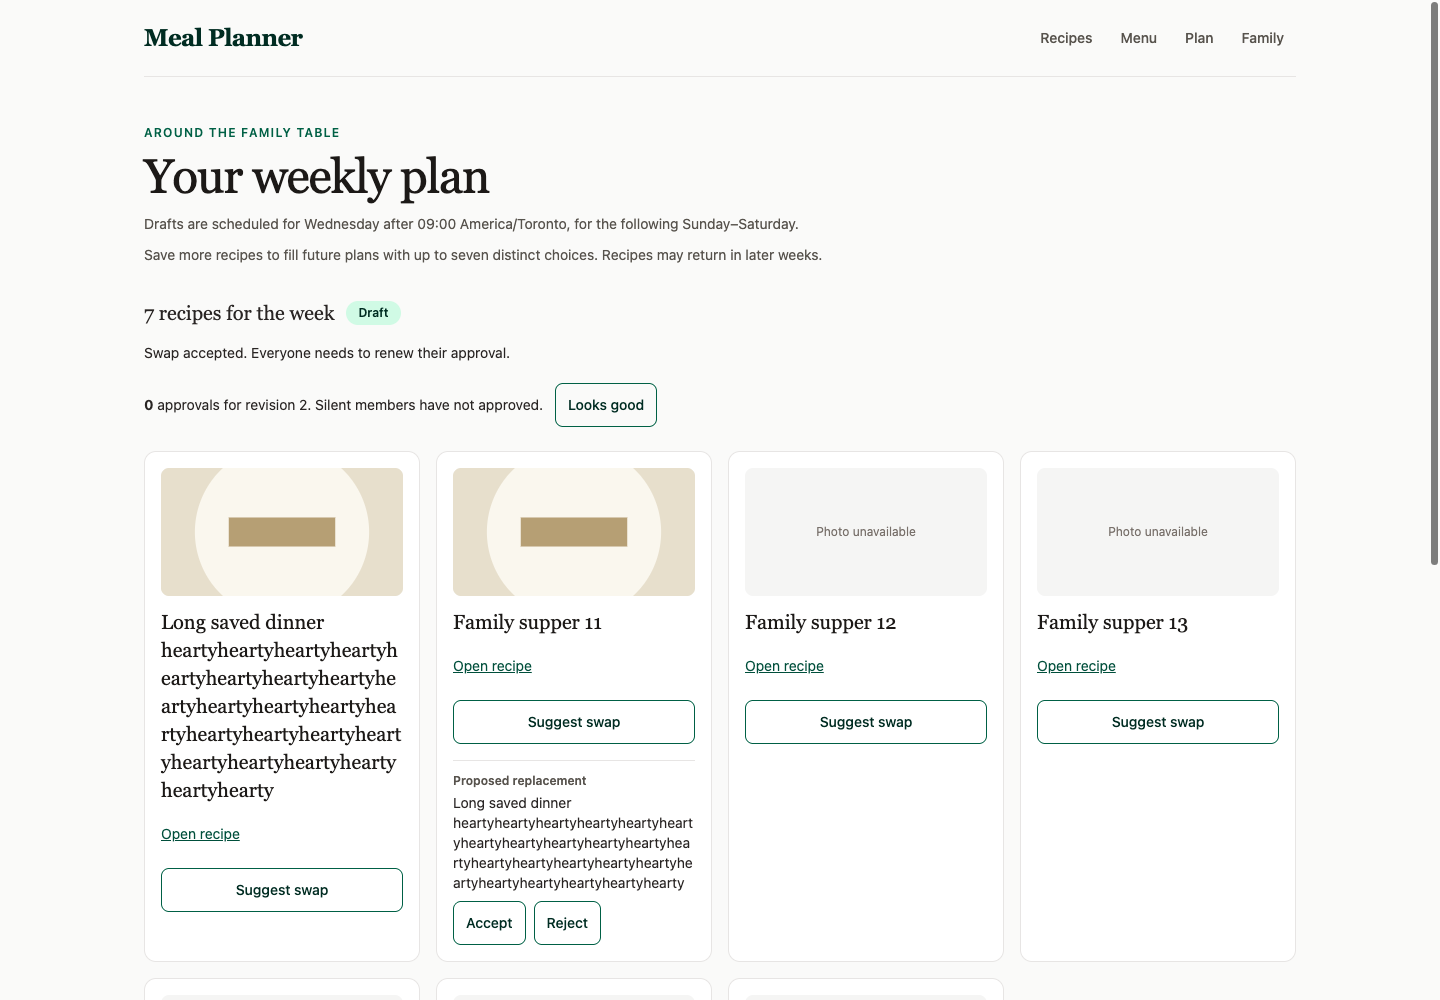 Meal Planner
Recipes
Menu
Plan
Family
AROUND THE FAMILY TABLE
Your weekly plan
Drafts are scheduled for Wednesday after 09:00 America/Toronto, for the following Sunday–Saturday.
Save more recipes to fill future plans with up to seven distinct choices. Recipes may return in later weeks.
7 recipes for the week
Draft
Swap accepted. Everyone needs to renew their approval.
0 approvals for revision 2. Silent members have not approved.
Looks good
Long saved dinner
heartyheartyheartyheartyh
eartyheartyheartyheartyhe
artyheartyheartyheartyhea
rtyheartyheartyheartyheart
yheartyheartyheartyhearty
heartyhearty
Open recipe
Suggest swap
Family supper 11
Open recipe
Suggest swap
Proposed replacement
Long saved dinner
heartyheartyheartyheartyheartyheart
yheartyheartyheartyheartyheartyhea
rtyheartyheartyheartyheartyheartyhe
artyheartyheartyheartyheartyhearty
Accept
Reject
Photo unavailable
Family supper 12
Open recipe
Suggest swap
Photo unavailable
Family supper 13
Open recipe
Suggest swap